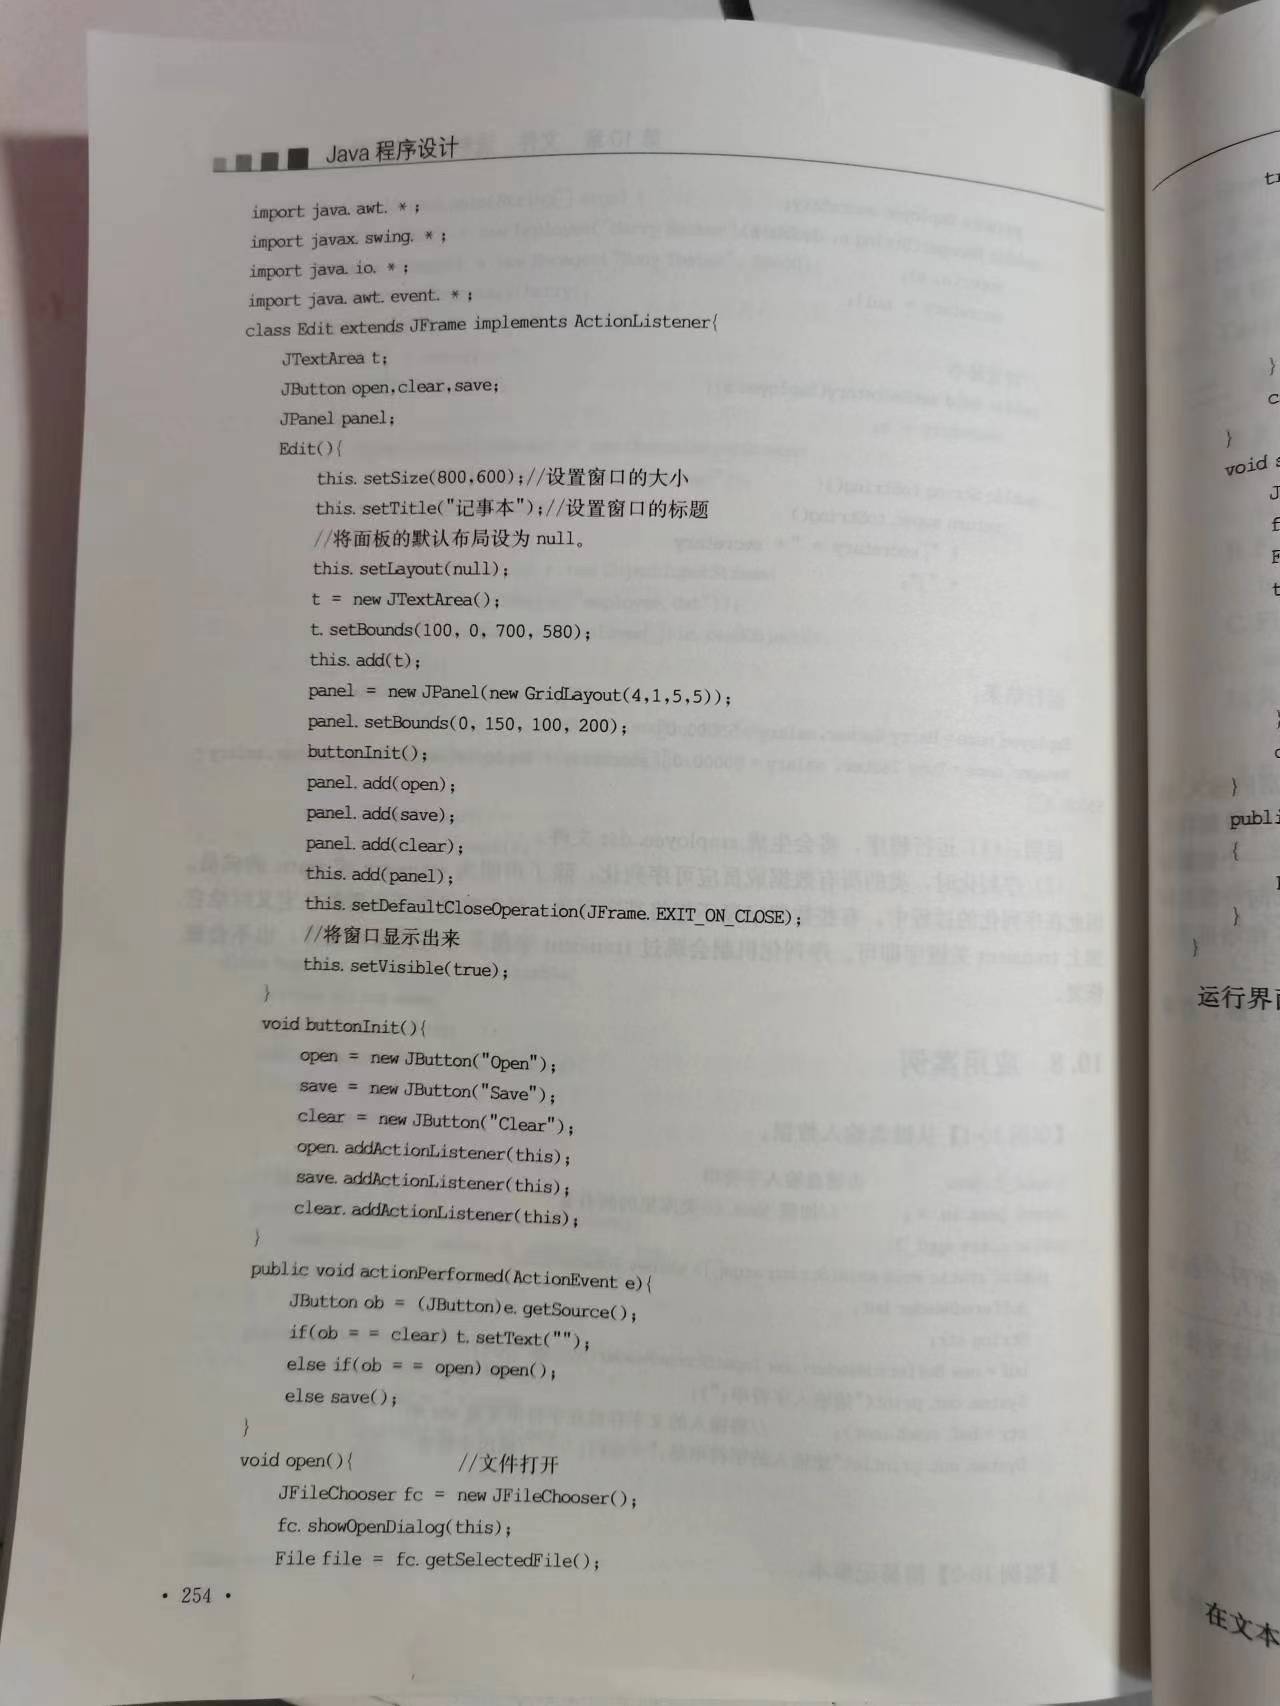 Java 程序设计
import java. awt. * ;
import javax. swing. * ;
import java. io. * ;
import java. awt. event. * ;
class Edit extends JFrame implements ActionListener{
JTextArea t;
JButton open,clear,save;
JPanel panel;
Edit(){
this. setSize(800,600);//设置窗口的大小
this. setTitle("记事本");//设置窗口的标题
//将面板的默认布局设为 null。
this. setLayout(null);
t = new JTextArea();
t. setBounds(100, 0, 700, 580);
this. add(t);
panel = new JPanel(new GridLayout(4,1,5,5));
panel. setBounds(0, 150, 100, 200);
buttonInit();
panel. add(open);
panel. add(save);
panel. add(clear);
this. add(panel);
this. setDefaultCloseOperation(JFrame. EXIT_ON_CLOSE);
//将窗口显示出来
this. setVisible(true);
}
void buttonInit(){
open = new JButton("Open");
save = new JButton("Save");
clear = new JButton("Clear");
open. addActionListener(this);
save. addActionListener(this);
clear. addActionListener(this);
}
public void actionPerformed(ActionEvent e){
JButton ob = (JButton)e. getSource();
if(ob = = clear) t. setText("");
else if(ob = = open) open();
else save();
}
void open(){ //文件打开
JFileChooser fc = new JFileChooser();
fc. showOpenDialog(this);
File file = fc. getSelectedFile();
· 254 ·
}
}
void
}
publi
{
}
}
运行界
在文本